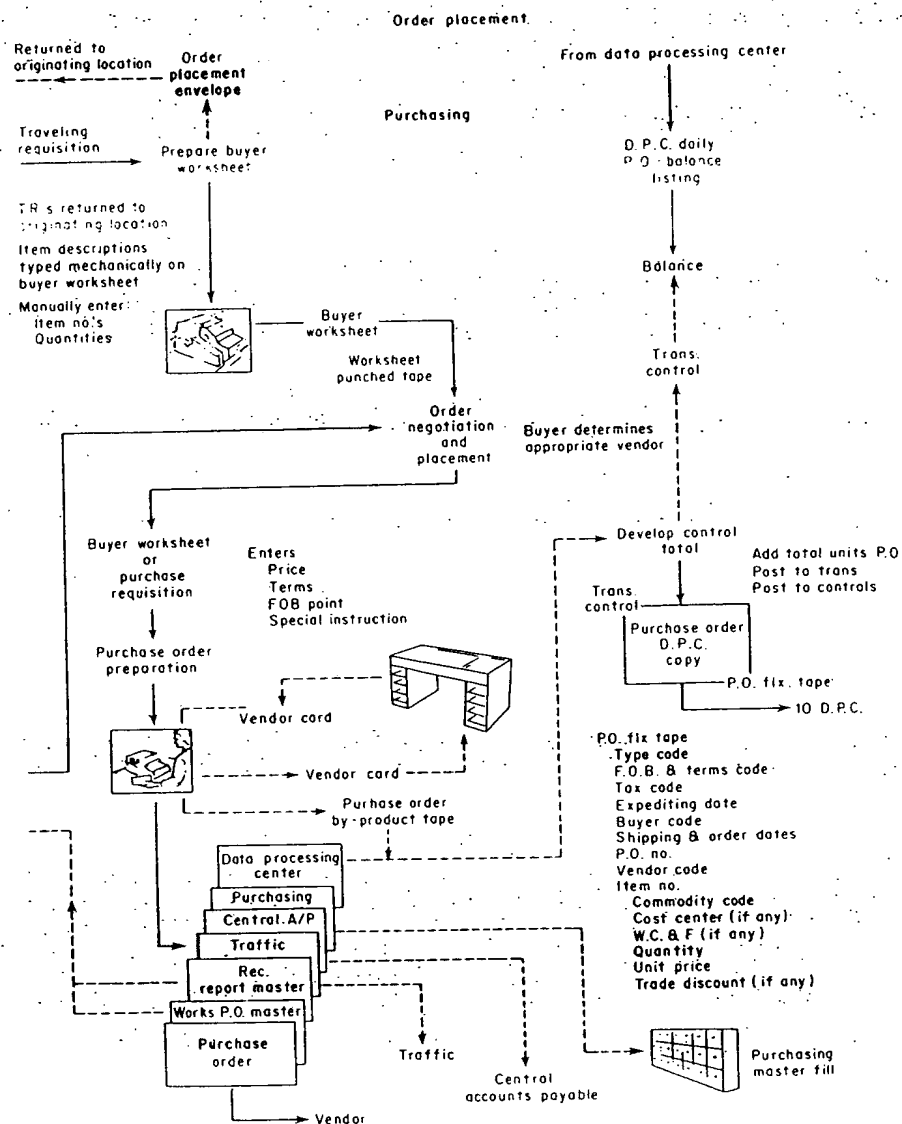 Order placement
Returned to
originating location
Order
placement
envelope
From data processing center
Purchasing
Traveling
requisition
Prepare buyer
worksheet
D. P. C. daily
P. O. balance
listing
TR's returned to
originating location
Item descriptions
typed mechanically on
buyer worksheet
Manually enter:
Item no.'s
Quantities
Balance
Buyer
worksheet
Worksheet
punched tape
Trans.
control
Order
negotiation
and
placement
Buyer determines
appropriate vendor
Buyer worksheet
or
purchase
requisition
Enters
Price
Terms
FOB point
Special instruction
Develop control
total
Add total units P.O
Post to trans
Post to controls
Trans.
control
Purchase order
D. P. C.
copy
P.O. fix. tape
10 D.P.C.
Purchase order
preparation
Vendor card
Vendor card
Purhase order
by-product tape
P.O. fix tape
Type code
F.O.B. & terms code
Tax code
Expediting date
Buyer code
Shipping & order dates
P.O. no.
Vendor code
Item no.
Commodity code
Cost center (if any)
W.C. & F (if any)
Quantity
Unit price
Trade discount (if any)
Data processing
center
Purchasing
Central A/P
Traffic
Rec.
report master
Works P.O. master
Purchase
order
Traffic
Central
accounts payable
Purchasing
master fill
Vendor